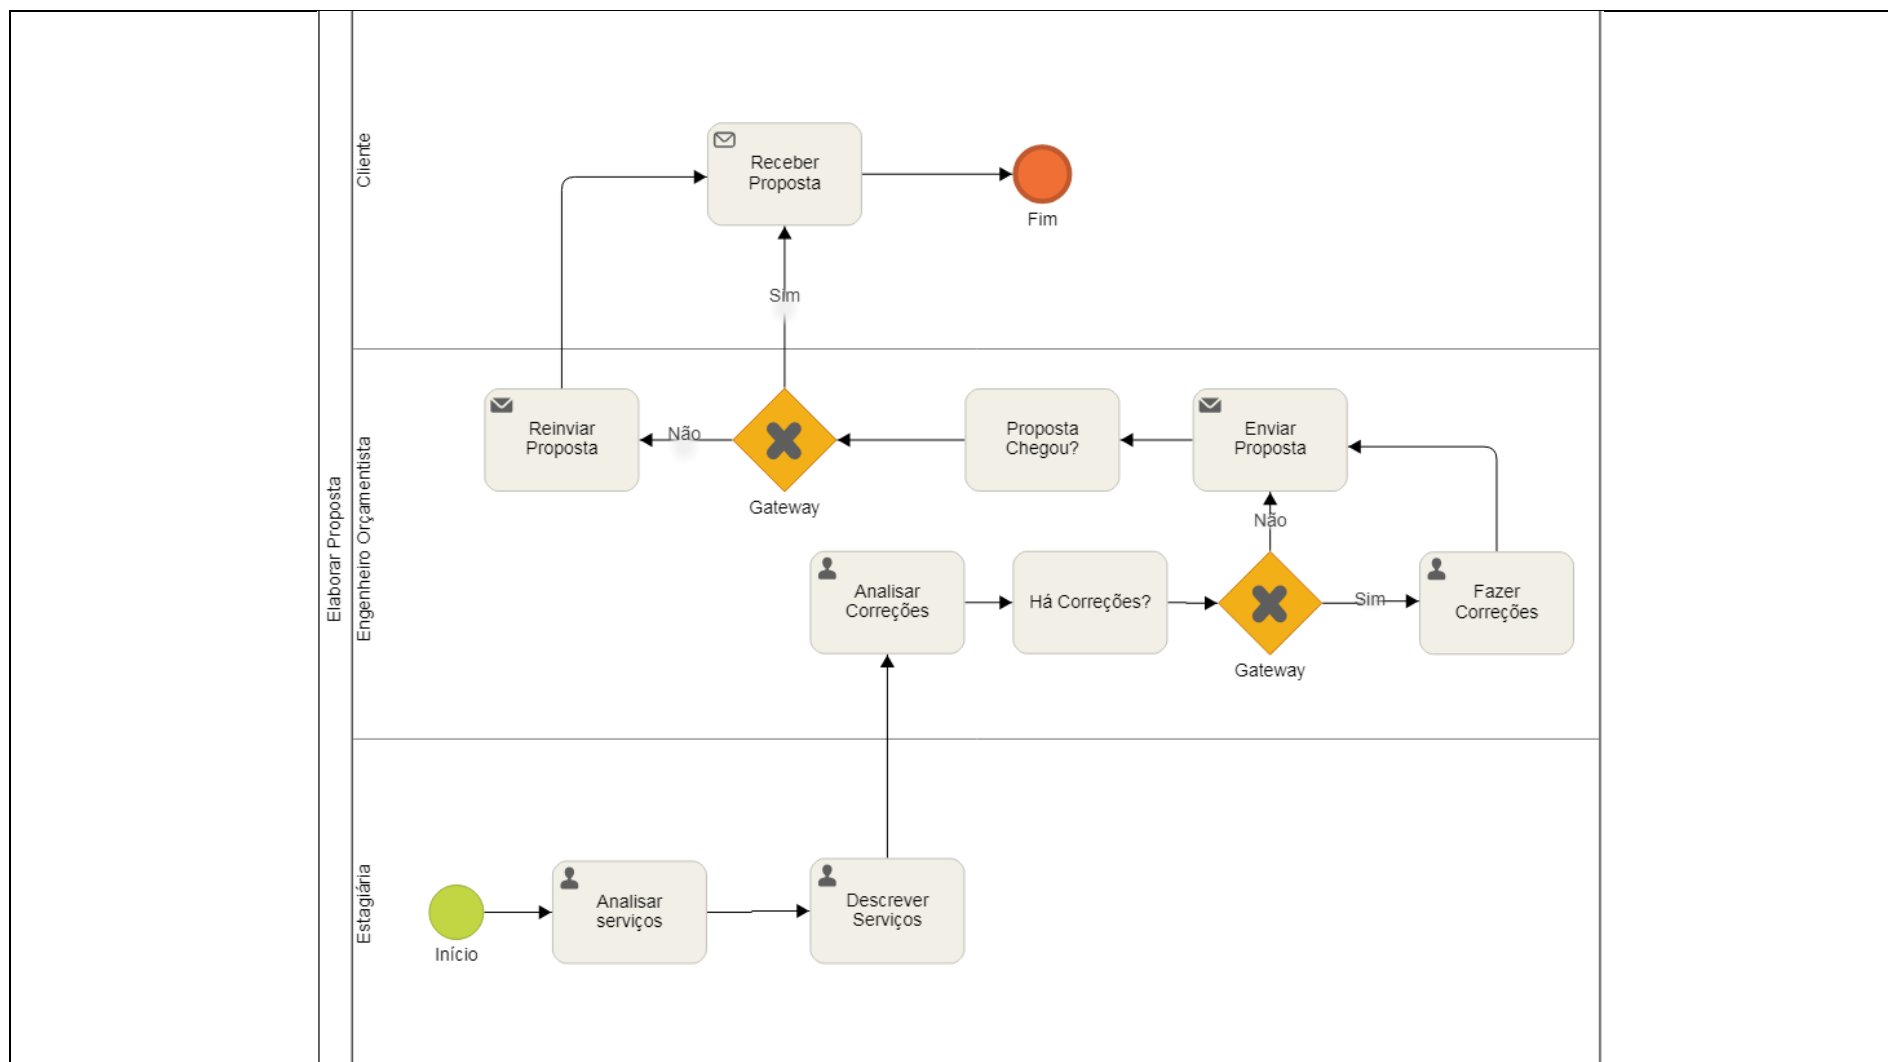 Elaborar Proposta
Cliente
Receber
Proposta
Fim
Sim
Engenheiro Orçamentista
Reinviar
Proposta
Não
Gateway
Proposta
Chegou?
Enviar
Proposta
Não
Analisar
Correções
Há Correções?
Gateway
Sim
Fazer
Correções
Estagiária
Início
Analisar
serviços
Descrever
Serviços